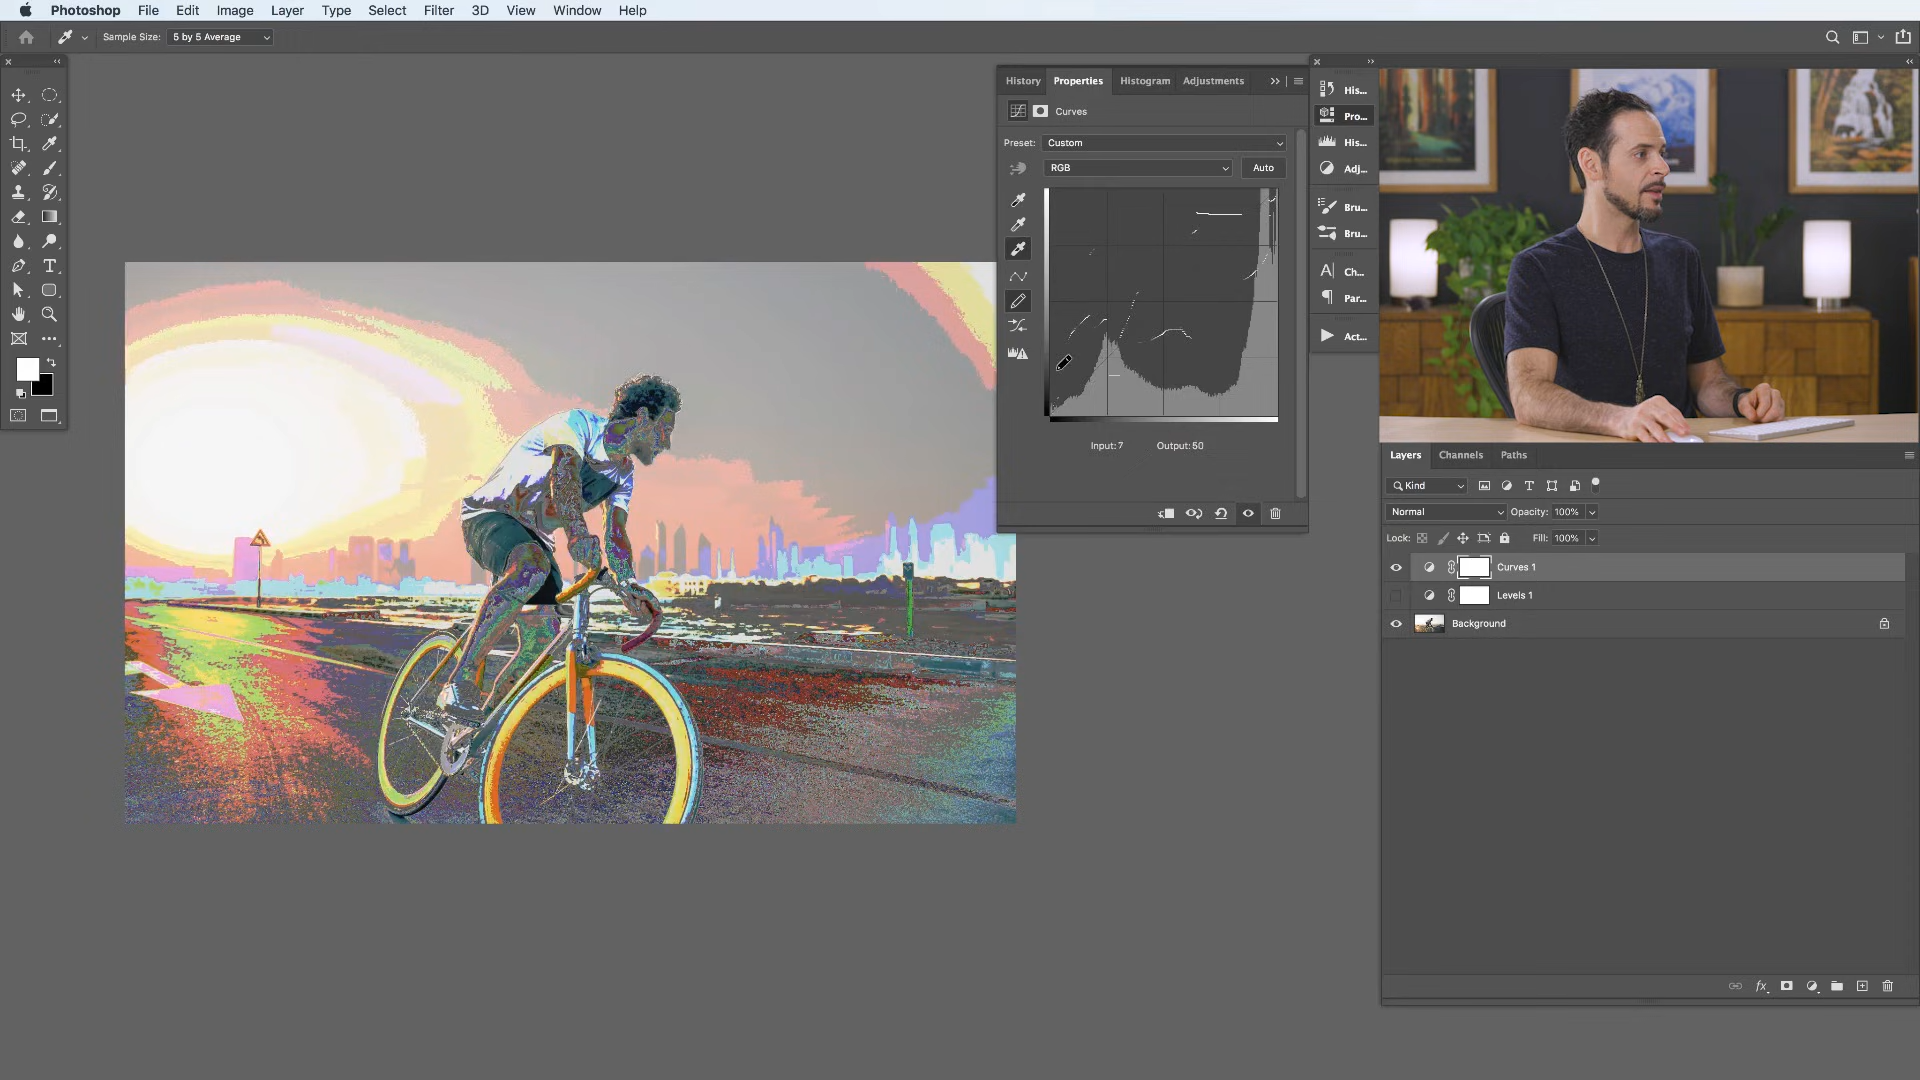 Photoshop File Edit Image Layer Type Select Filter 3D View Window Help
Sample Size: 5 by 5 Average
History Properties Histogram Adjustments
Curves
Preset: Custom
RGB Auto
Input: 7 Output: 50
His...
Pro...
His...
Adj...
Bru...
Bru...
Ch...
Par...
Act...
Layers Channels Paths
Kind
Normal Opacity: 100%
Lock: Fill: 100%
Curves 1
Levels 1
Background
fx